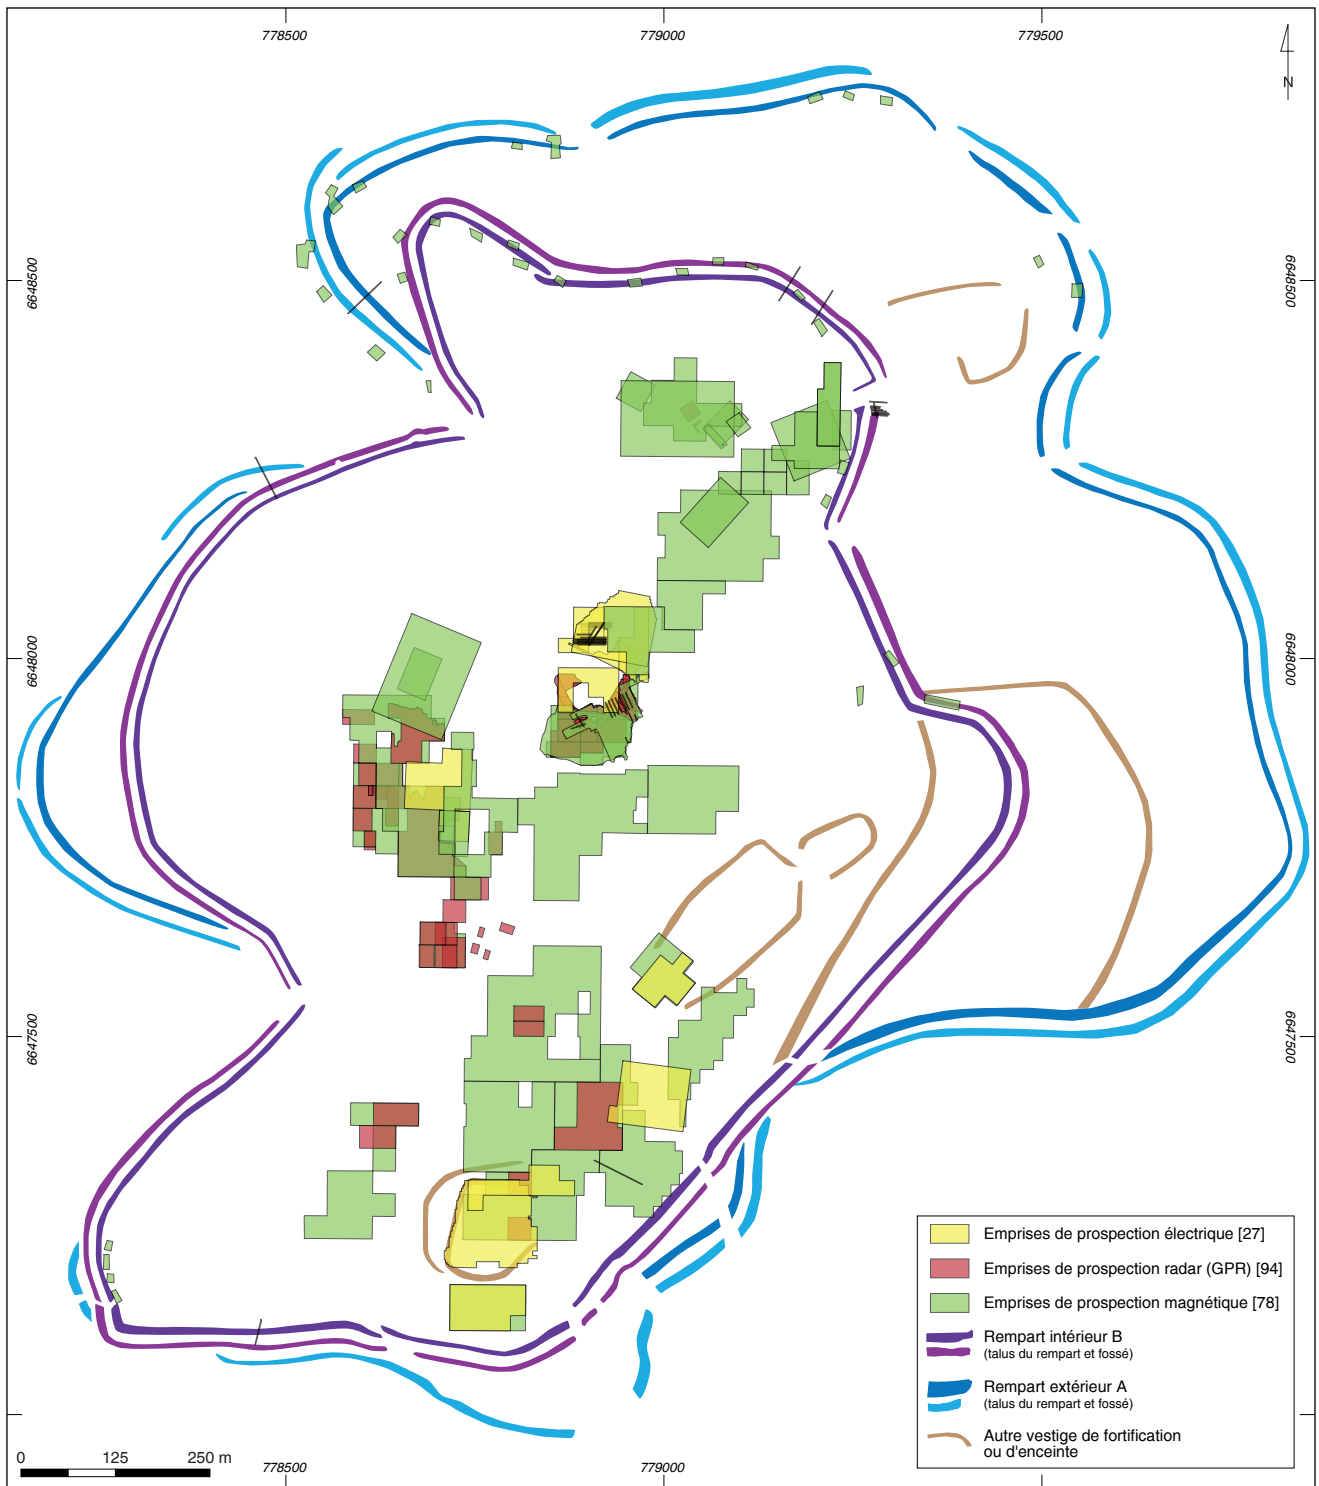 778500
779000
779500
N
6648500
6648500
6648000
6648000
6647500
6647500
Emprises de prospection électrique [27]
Emprises de prospection radar (GPR) [94]
Emprises de prospection magnétique [78]
Rempart intérieur B
(talus du rempart et fossé)
Rempart extérieur A
(talus du rempart et fossé)
Autre vestige de fortification
ou d'enceinte
0 125 250 m
778500
779000